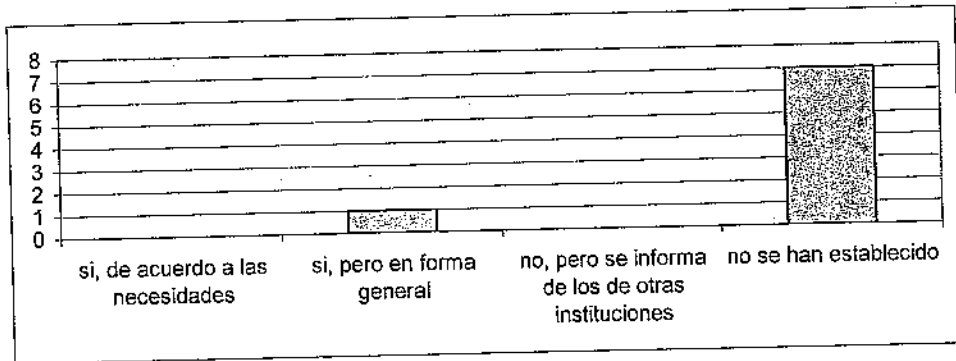 8
7
6
5
4
3
2
1
0
si, de acuerdo a las
necesidades
si, pero en forma
general
no, pero se informa
de los de otras
instituciones
no se han establecido